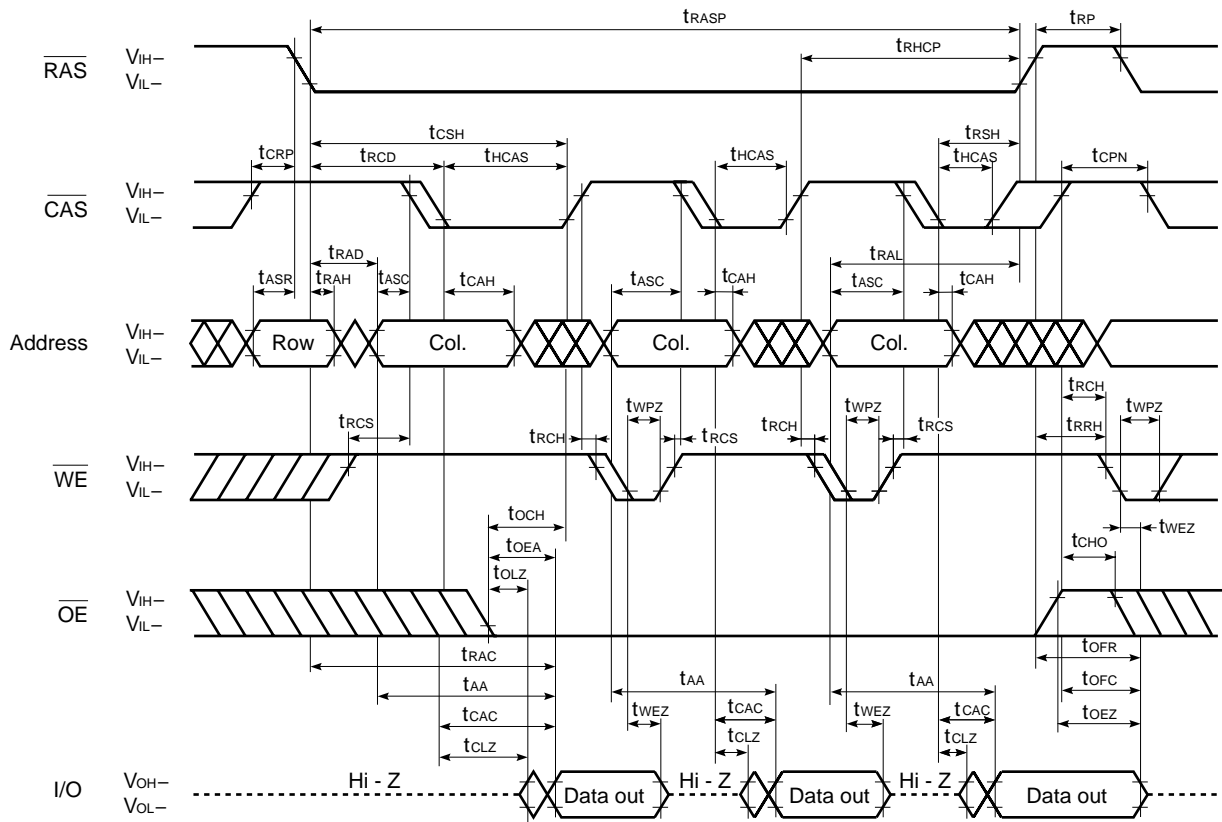 tRASP
tRP
tRHCP
RAS
VIH–
VIL–
tCSH
tRSH
tCRP
tRCD
tHCAS
tHCAS
tHCAS
tCPN
CAS
VIH–
VIL–
tRAD
tRAL
tASR
tRAH
tASC
tCAH
tASC
tCAH
tASC
tCAH
Address
VIH–
VIL–
Row
Col.
Col.
Col.
tRCH
tRCS
tWPZ
tWPZ
tWPZ
tRCH
tRCS
tRCH
tRCS
tRRH
WE
VIH–
VIL–
tOCH
tWEZ
tOEA
tCHO
tOLZ
OE
VIH–
VIL–
tRAC
tOFR
tAA
tAA
tAA
tOFC
tCAC
tWEZ
tCAC
tWEZ
tCAC
tOEZ
tCLZ
tCLZ
tCLZ
I/O
VOH–
VOL–
Hi - Z
Data out
Hi - Z
Data out
Hi - Z
Data out